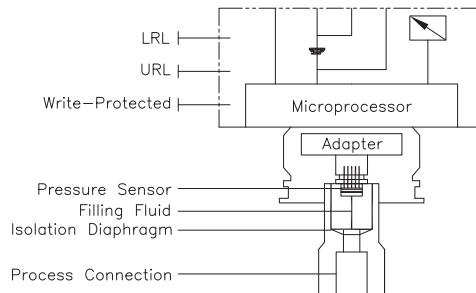 LRL
URL
Write-Protected
Microprocessor
Adapter
Pressure Sensor
Filling Fluid
Isolation Diaphragm
Process Connection